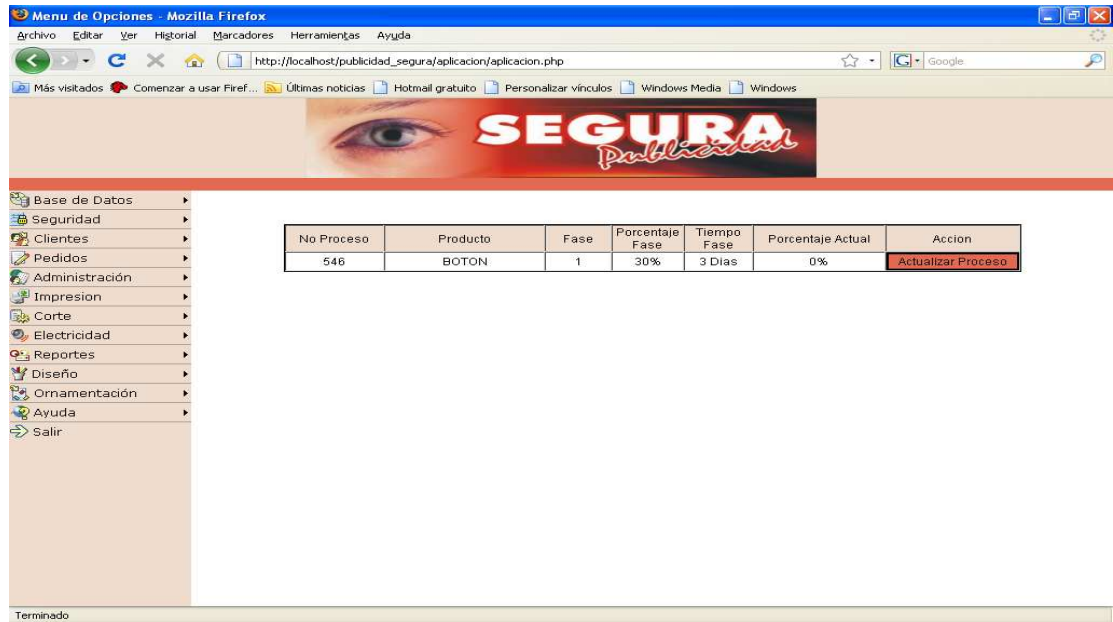 Menu de Opciones - Mozilla Firefox
Archivo Editar Ver Historial Marcadores Herramientas Ayuda
http://localhost/publicidad_segura/aplicacion/aplicacion.php
G Google
Más visitados Comenzar a usar Firef... Últimas noticias Hotmail gratuito Personalizar vínculos Windows Media Windows
SEGURA
Publicidad
Base de Datos
Seguridad
Clientes
Pedidos
Administración
Impresion
Corte
Electricidad
Reportes
Diseño
Ornamentación
Ayuda
Salir
No Proceso Producto Fase Porcentaje Fase Tiempo Fase Porcentaje Actual Accion
546 BOTON 1 30% 3 Dias 0% Actualizar Proceso
Terminado